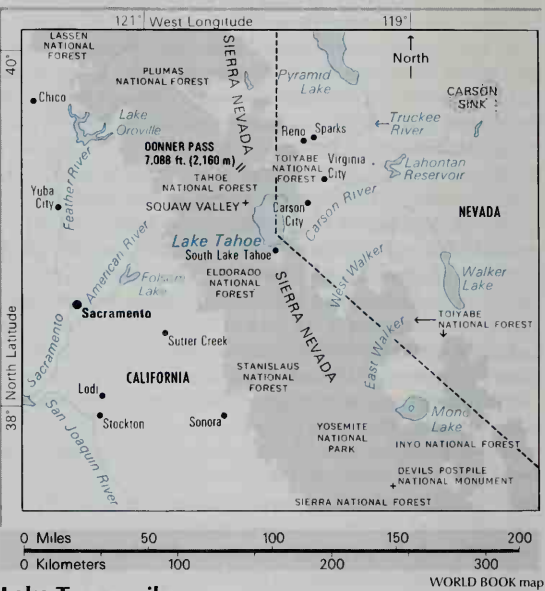 121° West Longitude 119°
40°
38° North Latitude
LASSEN
NATIONAL
FOREST
PLUMAS
NATIONAL FOREST
SIERRA NEVADA
Pyramid
Lake
North
CARSON
SINK
Chico
Lake
Oroville
Truckee
River
Reno
Sparks
DONNER PASS
7,088 ft. (2,160 m)
TOIYABE
NATIONAL
FOREST
Virginia
City
Lahontan
Reservoir
Feather River
TAHOE
NATIONAL FOREST
Yuba
City
SQUAW VALLEY +
Carson
City
Carson River
NEVADA
Lake Tahoe
South Lake Tahoe
American River
Folsom
Lake
ELDORADO
NATIONAL
FOREST
SIERRA NEVADA
West Walker
Walker
Lake
Sacramento
Sacramento
TOIYABE
NATIONAL FOREST
Sutter Creek
CALIFORNIA
STANISLAUS
NATIONAL
FOREST
East Walker
Lodi
Stockton
Sonora
San Joaquin River
Mono
Lake
YOSEMITE
NATIONAL
PARK
INYO NATIONAL FOREST
DEVILS POSTPILE
+ NATIONAL MONUMENT
SIERRA NATIONAL FOREST
0 Miles 50 100 150 200
0 Kilometers 100 200 300
WORLD BOOK map